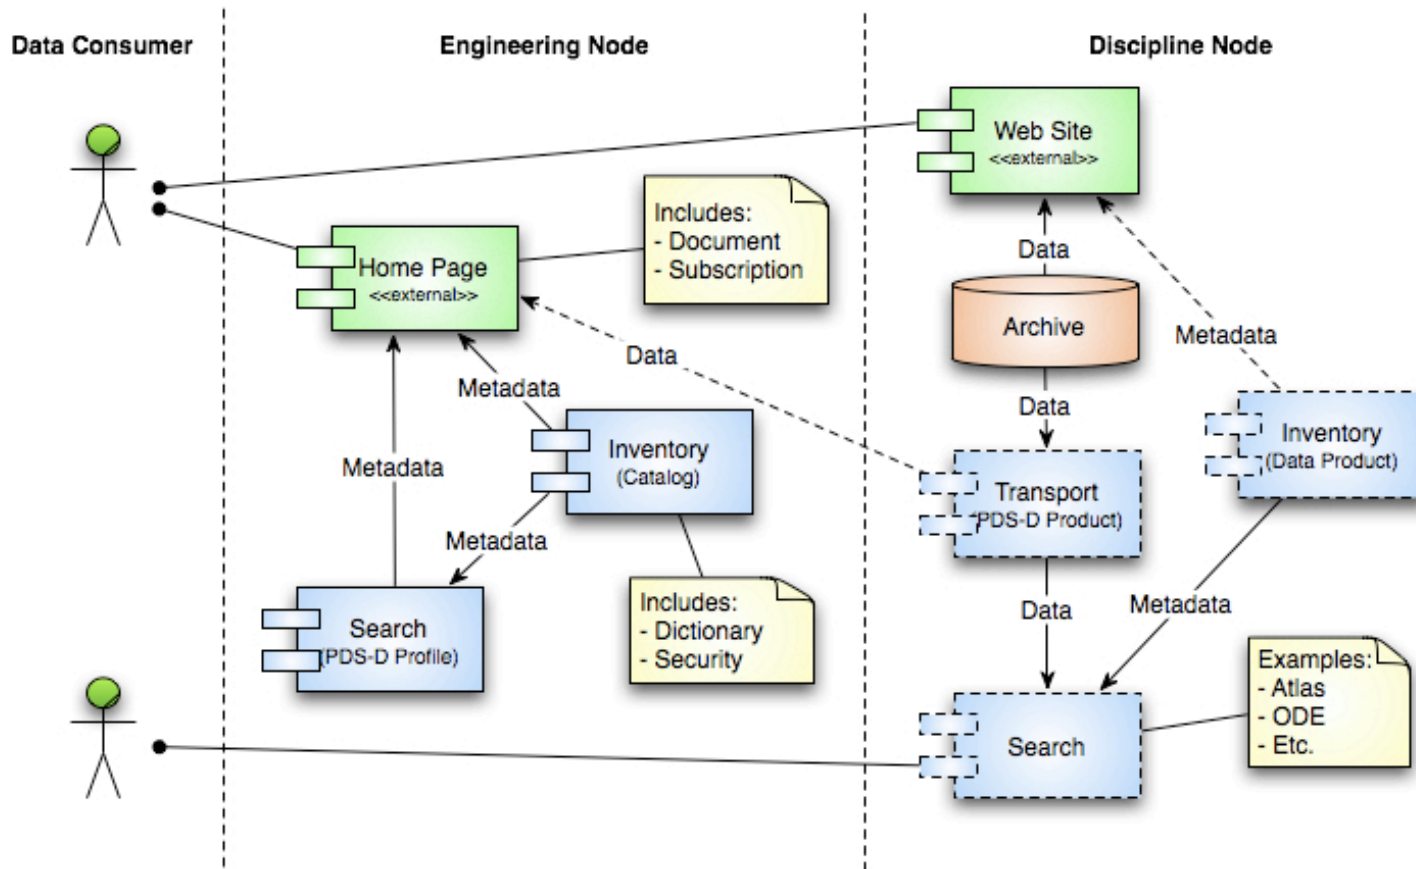 Data Consumer
Engineering Node
Discipline Node
Web Site
<<external>>
Includes:
- Document
- Subscription
Home Page
<<external>>
Data
Archive
Metadata
Data
Metadata
Data
Inventory
(Catalog)
Inventory
(Data Product)
Metadata
Transport
(PDS-D Product)
Metadata
Includes:
- Dictionary
- Security
Data
Metadata
Search
(PDS-D Profile)
Examples:
- Atlas
- ODE
- Etc.
Search